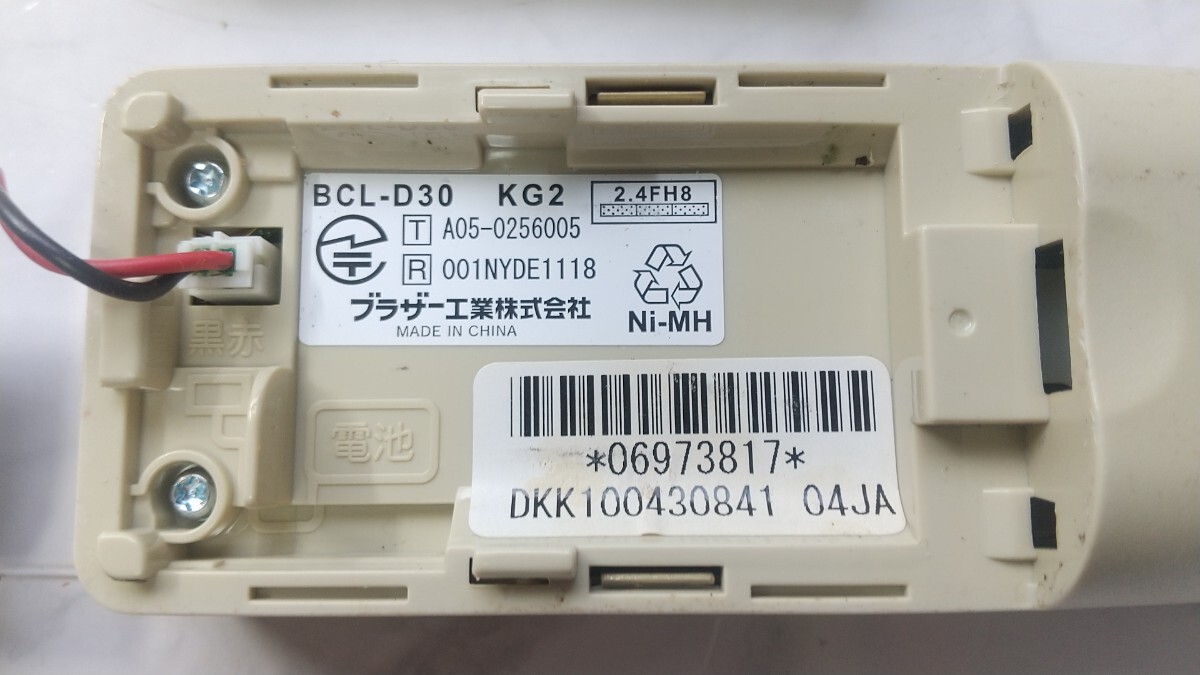 BCL-D30 KG2 2.4FH8
T A05-0256005
R 001NYDE1118
ブラザー工業株式会社
MADE IN CHINA
Ni-MH
黒赤
電池
*06973817*
DKK100430841 04JA